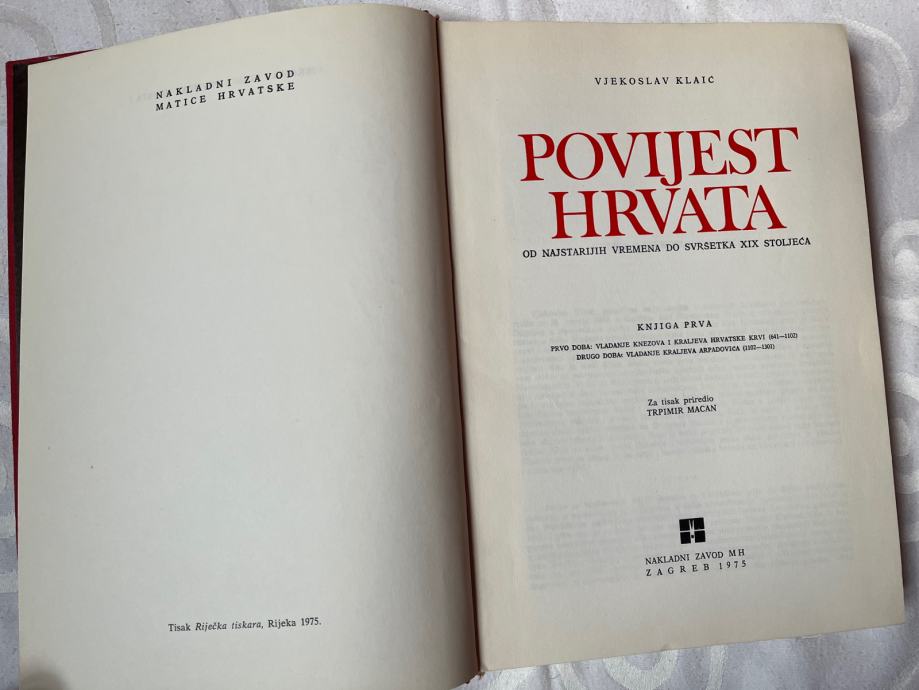 NAKLADNI ZAVOD
MATICE HRVATSKE
Tisak Riječka tiskara, Rijeka 1975.
VJEKOSLAV KLAIĆ
POVIJEST
HRVATA
OD NAJSTARIJIH VREMENA DO SVRŠETKA XIX STOLJEĆA
KNJIGA PRVA
PRVO DOBA: VLADANJE KNEZOVA I KRALJEVA HRVATSKE KRVI (641—1102)
DRUGO DOBA: VLADANJE KRALJEVA ARPADOVIĆA (1102—1301)
Za tisak priredio
TRPIMIR MACAN
NAKLADNI ZAVOD MH
ZAGREB 1975